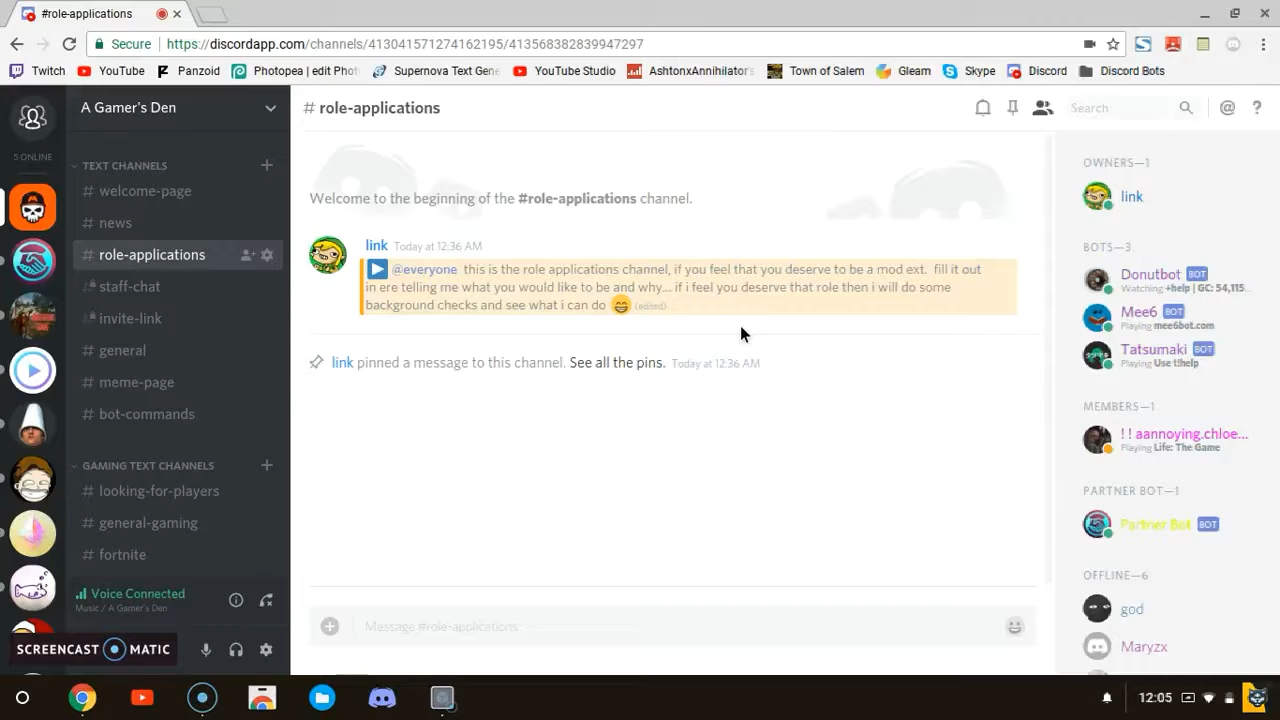 #role-applications
Secure
https://discordapp.com/channels/413041571274162195/413568382839947297
Twitch
YouTube
Panzoid
Photopea | edit Phot
Supernova Text Gene
YouTube Studio
AshtonxAnnihilator's
Town of Salem
Gleam
Skype
Discord
Discord Bots
A Gamer's Den
5 ONLINE
TEXT CHANNELS
# welcome-page
# news
# role-applications
# staff-chat
# invite-link
# general
# meme-page
# bot-commands
GAMING TEXT CHANNELS
# looking-for-players
# general-gaming
# fortnite
Voice Connected
Music / A Gamer's Den
SCREENCAST MATIC
# role-applications
Search
@ ?
Welcome to the beginning of the #role-applications channel.
link Today at 12:36 AM
@everyone this is the role applications channel, if you feel that you deserve to be a mod ext. fill it out
in ere telling me what you would like to be and why... if i feel you deserve that role then i will do some
background checks and see what i can do 😄 (edited)
link pinned a message to this channel. See all the pins. Today at 12:36 AM
Message #role-applications
OWNERS—1
link
BOTS—3
Donutbot BOT
Watching +help | GC: 54,115...
Mee6 BOT
Playing mee6bot.com
Tatsumaki BOT
Playing Use t!help
MEMBERS—1
! ! aannoying.chloe...
Playing Life: The Game
PARTNER BOT—1
Partner Bot BOT
OFFLINE—6
god
Maryzx
12:05